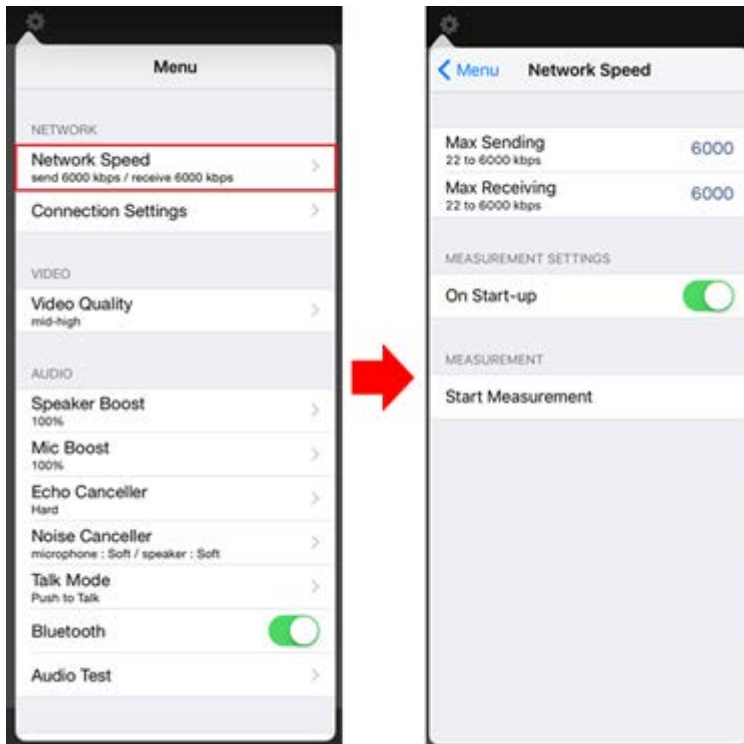 Menu
NETWORK
Network Speed
send 6000 kbps / receive 6000 kbps
Connection Settings
VIDEO
Video Quality
mid-high
AUDIO
Speaker Boost
100%
Mic Boost
100%
Echo Canceller
Hard
Noise Canceller
microphone : Soft / speaker : Soft
Talk Mode
Push to Talk
Bluetooth
Audio Test
Menu Network Speed
Max Sending 6000
22 to 6000 kbps
Max Receiving 6000
22 to 6000 kbps
MEASUREMENT SETTINGS
On Start-up
MEASUREMENT
Start Measurement